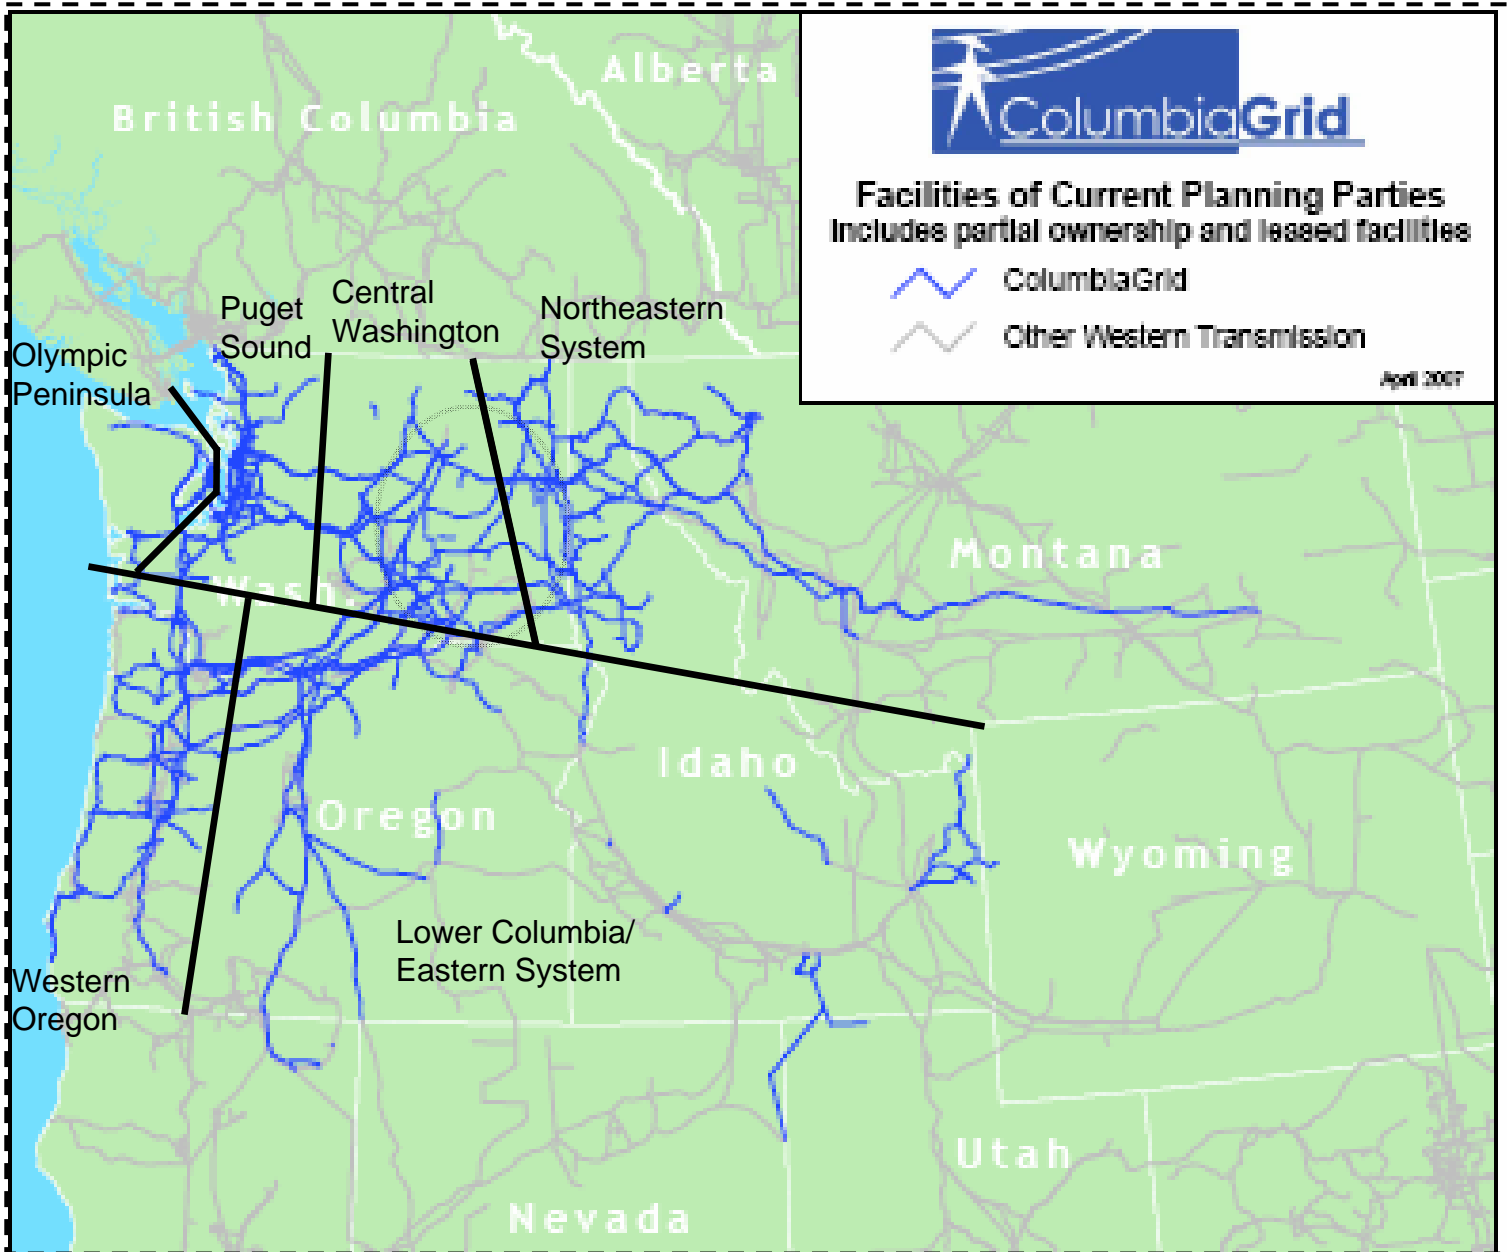 Alberta
British Columbia
ColumbiaGrid
Facilities of Current Planning Parties
Includes partial ownership and leased facilities
ColumbiaGrid
Other Western Transmission
April 2007
Puget
Sound
Central
Washington
Northeastern
System
Olympic
Peninsula
Montana
Wash.
Idaho
Oregon
Wyoming
Lower Columbia/
Eastern System
Western
Oregon
Utah
Nevada